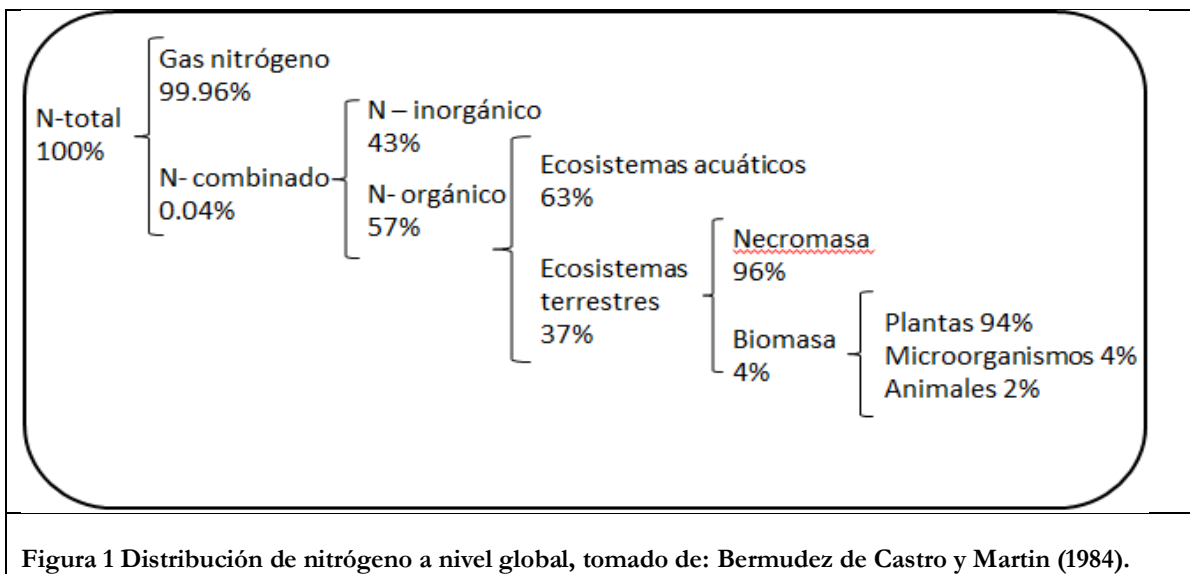 N-total
100%
Gas nitrógeno
99.96%
N- combinado
0.04%
N – inorgánico
43%
N- orgánico
57%
Ecosistemas acuáticos
63%
Ecosistemas
terrestres
37%
Necromasa
96%
Biomasa
4%
Plantas 94%
Microorganismos 4%
Animales 2%
Figura 1 Distribución de nitrógeno a nivel global, tomado de: Bermudez de Castro y Martin (1984).